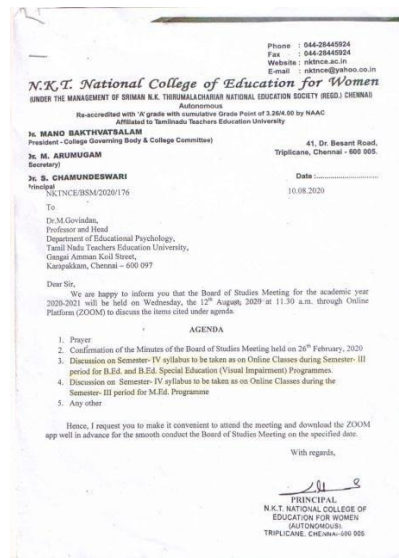 Phone : 044-28445924
Fax : 044-28445924
Website : nktnce.ac.in
E-mail : nktnce@yahoo.co.in
N.K.T. National College of Education for Women
(UNDER THE MANAGEMENT OF SRIMAN N.K. THIRUMALACHARIAR NATIONAL EDUCATION SOCIETY (REGD.) CHENNAI)
Autonomous
Re-accredited with 'A' grade with cumulative Grade Point of 3.26/4.00 by NAAC
Affiliated to Tamilnadu Teachers Education University
Dr. MANO BAKTHVATSALAM
President - College Governing Body & College Committee)
41, Dr. Besant Road,
Triplicane, Chennai - 600 005.
Dr. M. ARUMUGAM
Secretary)
Dr. S. CHAMUNDESWARI
Principal
Date :
NKTNCE/BSM/2020/176
10.08.2020
To
Dr.M.Govindan,
Professor and Head
Department of Educational Psychology,
Tamil Nadu Teachers Education University,
Gangai Amman Koil Street,
Karapakkam, Chennai – 600 097
Dear Sir,
We are happy to inform you that the Board of Studies Meeting for the academic year
2020-2021 will be held on Wednesday, the 12th August, 2020 at 11.30 a.m. through Online
Platform (ZOOM) to discuss the items cited under agenda.
AGENDA
1. Prayer
2. Confirmation of the Minutes of the Board of Studies Meeting held on 26th February, 2020
3. Discussion on Semester- IV syllabus to be taken as on Online Classes during Semester- III
period for B.Ed. and B.Ed. Special Education (Visual Impairment) Programmes.
4. Discussion on Semester- IV syllabus to be taken as on Online Classes during the
Semester- III period for M.Ed. Programme
5. Any other
Hence, I request you to make it convenient to attend the meeting and download the ZOOM
app well in advance for the smooth conduct the Board of Studies Meeting on the specified date.
With regards,
PRINCIPAL
N.K.T. NATIONAL COLLEGE OF
EDUCATION FOR WOMEN
(AUTONOMOUS).
TRIPLICANE, CHENNAI-600 005